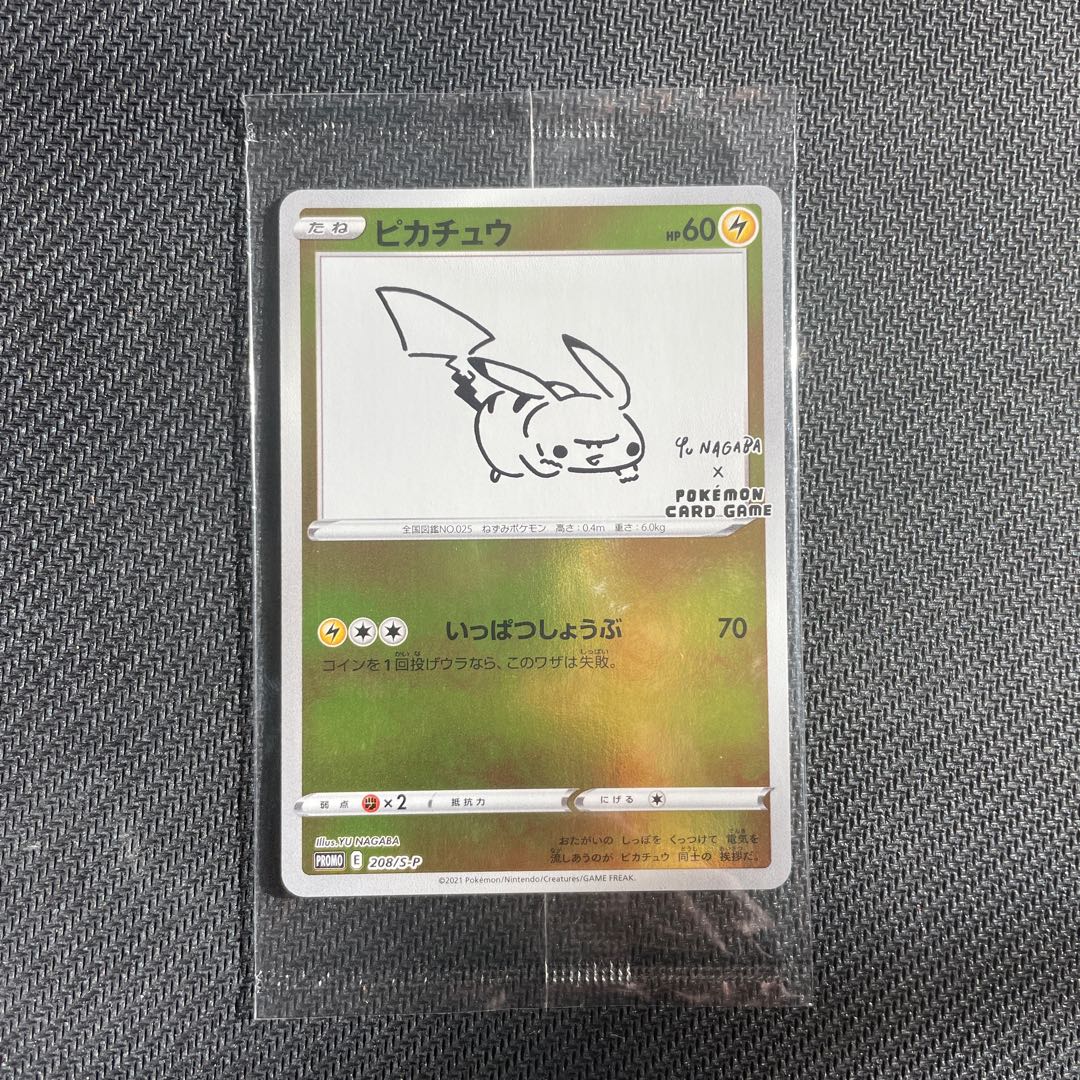 たね ピカチュウ HP60
YU NAGABA
×
POKÉMON
CARD GAME
全国図鑑NO.025 ねずみポケモン 高さ:0.4m 重さ:6.0kg
いっぱつしょうぶ 70
コインを1回投げウラなら、このワザは失敗。
弱点 ×2 抵抗力 にげる
Illus.YU NAGABA
おたがいの しっぽを くっつけて 電気を
流しあうのが ピカチュウ 同士の 挨拶だ。
PROMO E 208/S-P
©2021 Pokémon/Nintendo/Creatures/GAME FREAK.